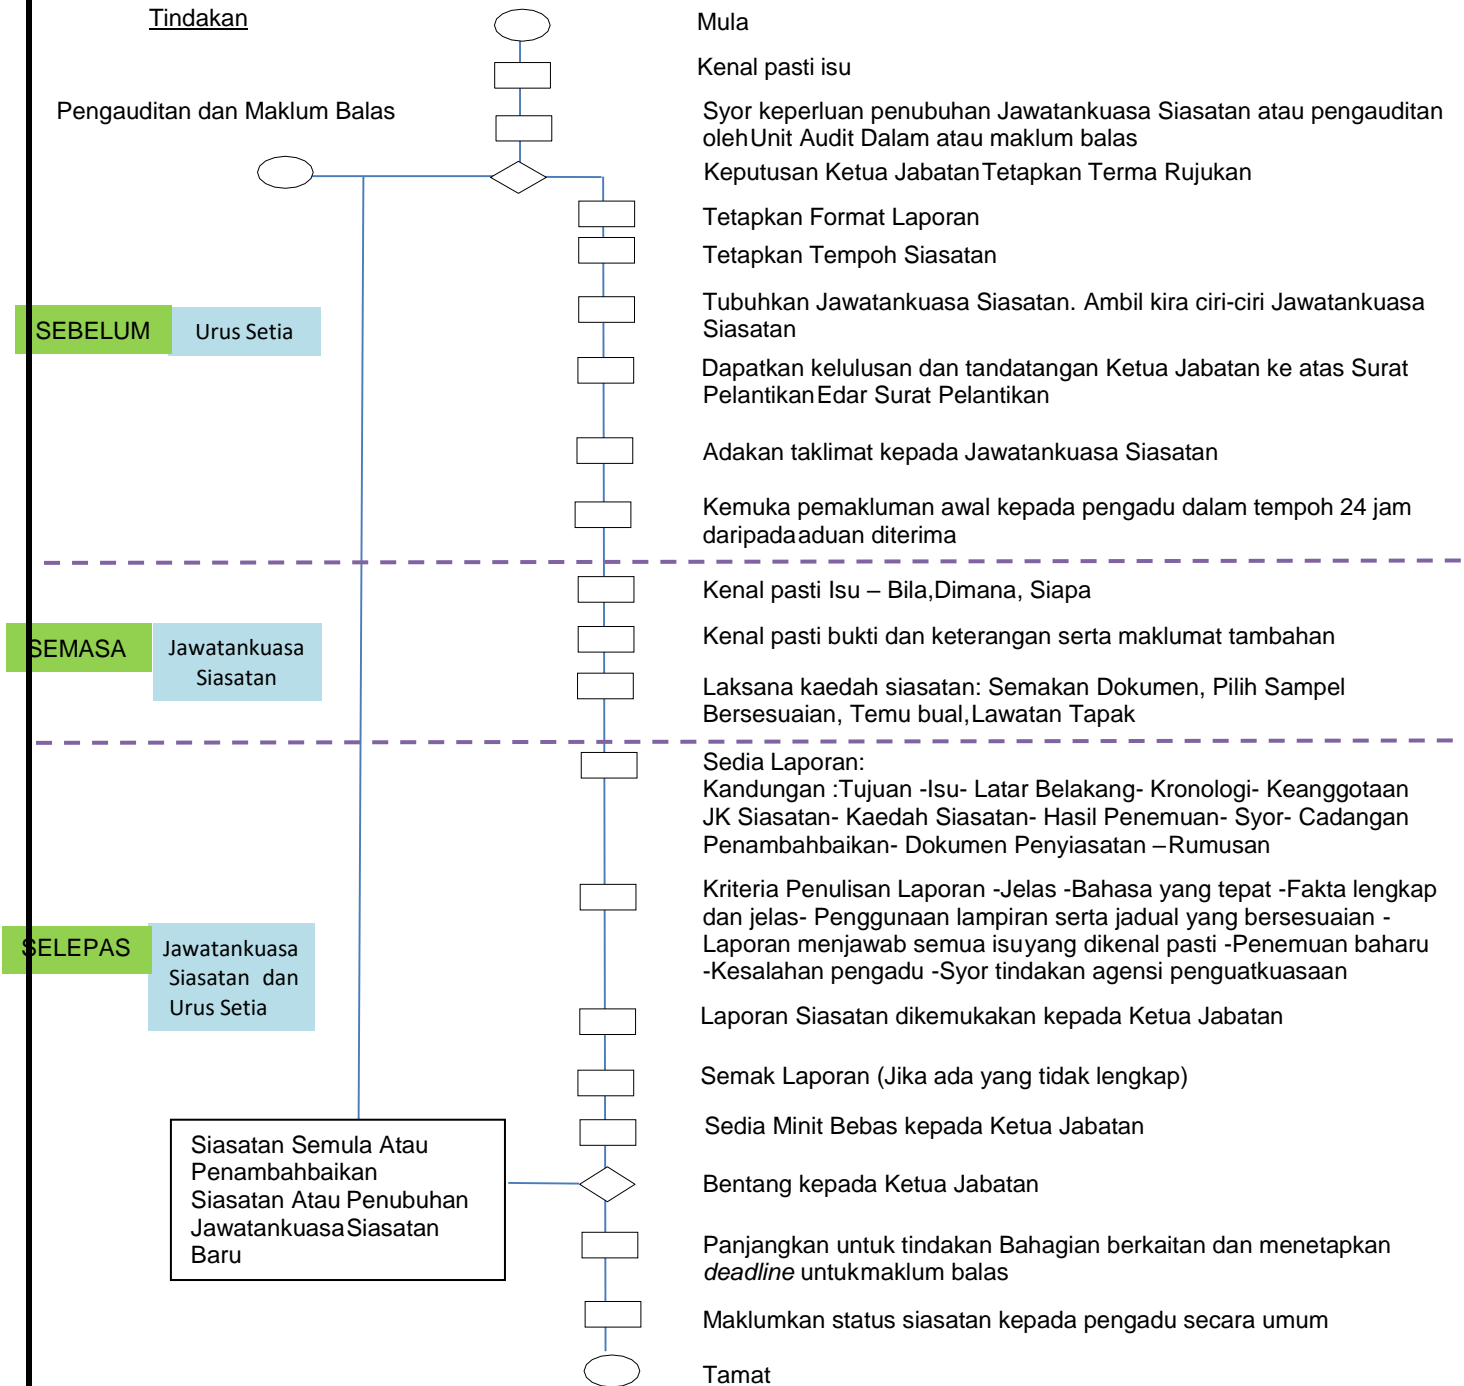 Tindakan
Mula
Kenal pasti isu
Pengauditan dan Maklum Balas
Syor keperluan penubuhan Jawatankuasa Siasatan atau pengauditan
oleh Unit Audit Dalam atau maklum balas
Keputusan Ketua Jabatan Tetapkan Terma Rujukan
Tetapkan Format Laporan
Tetapkan Tempoh Siasatan
Tubuhkan Jawatankuasa Siasatan. Ambil kira ciri-ciri Jawatankuasa
Siasatan
SEBELUM
Urus Setia
Dapatkan kelulusan dan tandatangan Ketua Jabatan ke atas Surat
Pelantikan Edar Surat Pelantikan
Adakan taklimat kepada Jawatankuasa Siasatan
Kemuka pemakluman awal kepada pengadu dalam tempoh 24 jam
daripada aduan diterima
Kenal pasti Isu – Bila,Dimana, Siapa
Kenal pasti bukti dan keterangan serta maklumat tambahan
SEMASA
Jawatankuasa
Siasatan
Laksana kaedah siasatan: Semakan Dokumen, Pilih Sampel
Bersesuaian, Temu bual, Lawatan Tapak
Sedia Laporan:
Kandungan :Tujuan -Isu- Latar Belakang- Kronologi- Keanggotaan
JK Siasatan- Kaedah Siasatan- Hasil Penemuan- Syor- Cadangan
Penambahbaikan- Dokumen Penyiasatan –Rumusan
Kriteria Penulisan Laporan -Jelas -Bahasa yang tepat -Fakta lengkap
dan jelas- Penggunaan lampiran serta jadual yang bersesuaian -
Laporan menjawab semua isu yang dikenal pasti -Penemuan baharu
-Kesalahan pengadu -Syor tindakan agensi penguatkuasaan
SELEPAS
Jawatankuasa
Siasatan dan
Urus Setia
Laporan Siasatan dikemukakan kepada Ketua Jabatan
Semak Laporan (Jika ada yang tidak lengkap)
Sedia Minit Bebas kepada Ketua Jabatan
Siasatan Semula Atau
Penambahbaikan
Siasatan Atau Penubuhan
Jawatankuasa Siasatan
Baru
Bentang kepada Ketua Jabatan
Panjangkan untuk tindakan Bahagian berkaitan dan menetapkan
deadline untuk maklum balas
Maklumkan status siasatan kepada pengadu secara umum
Tamat